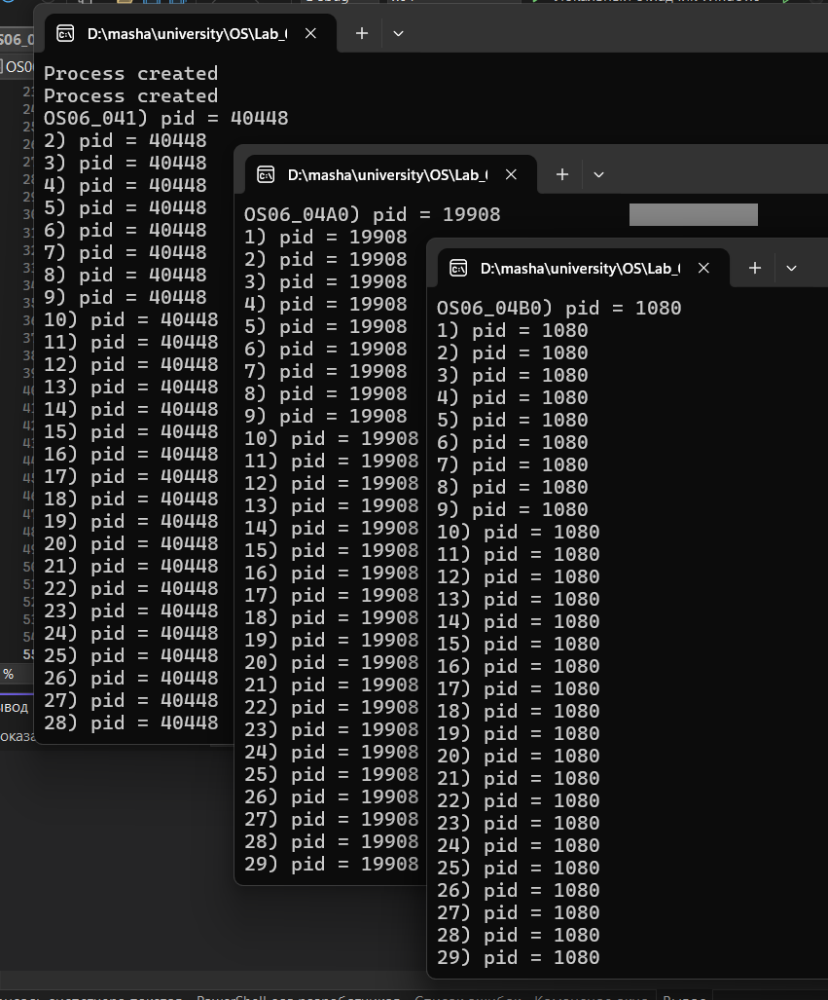 D:\masha\university\OS\Lab_
Process created
Process created
OS06_041) pid = 40448
2) pid = 40448
3) pid = 40448
4) pid = 40448
5) pid = 40448
6) pid = 40448
7) pid = 40448
8) pid = 40448
9) pid = 40448
10) pid = 40448
11) pid = 40448
12) pid = 40448
13) pid = 40448
14) pid = 40448
15) pid = 40448
16) pid = 40448
17) pid = 40448
18) pid = 40448
19) pid = 40448
20) pid = 40448
21) pid = 40448
22) pid = 40448
23) pid = 40448
24) pid = 40448
25) pid = 40448
26) pid = 40448
27) pid = 40448
28) pid = 40448
D:\masha\university\OS\Lab_
OS06_04A0) pid = 19908
1) pid = 19908
2) pid = 19908
3) pid = 19908
4) pid = 19908
5) pid = 19908
6) pid = 19908
7) pid = 19908
8) pid = 19908
9) pid = 19908
10) pid = 19908
11) pid = 19908
12) pid = 19908
13) pid = 19908
14) pid = 19908
15) pid = 19908
16) pid = 19908
17) pid = 19908
18) pid = 19908
19) pid = 19908
20) pid = 19908
21) pid = 19908
22) pid = 19908
23) pid = 19908
24) pid = 19908
25) pid = 19908
26) pid = 19908
27) pid = 19908
28) pid = 19908
29) pid = 19908
D:\masha\university\OS\Lab_
OS06_04B0) pid = 1080
1) pid = 1080
2) pid = 1080
3) pid = 1080
4) pid = 1080
5) pid = 1080
6) pid = 1080
7) pid = 1080
8) pid = 1080
9) pid = 1080
10) pid = 1080
11) pid = 1080
12) pid = 1080
13) pid = 1080
14) pid = 1080
15) pid = 1080
16) pid = 1080
17) pid = 1080
18) pid = 1080
19) pid = 1080
20) pid = 1080
21) pid = 1080
22) pid = 1080
23) pid = 1080
24) pid = 1080
25) pid = 1080
26) pid = 1080
27) pid = 1080
28) pid = 1080
29) pid = 1080
%